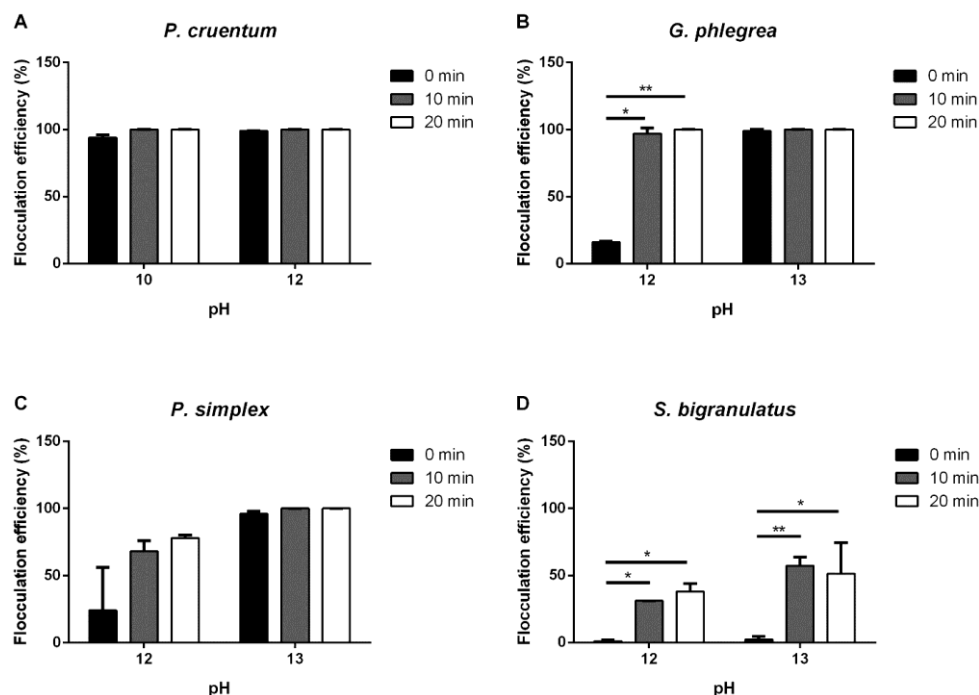 A
P. cruentum
Flocculation efficiency (%)
150
100
50
0
10
12
pH
0 min
10 min
20 min
B
G. phlegrea
Flocculation efficiency (%)
150
100
50
0
**
*
12
13
pH
0 min
10 min
20 min
C
P. simplex
Flocculation efficiency (%)
150
100
50
0
12
13
pH
0 min
10 min
20 min
D
S. bigranulatus
Flocculation efficiency (%)
150
100
50
0
*
*
*
**
12
13
pH
0 min
10 min
20 min